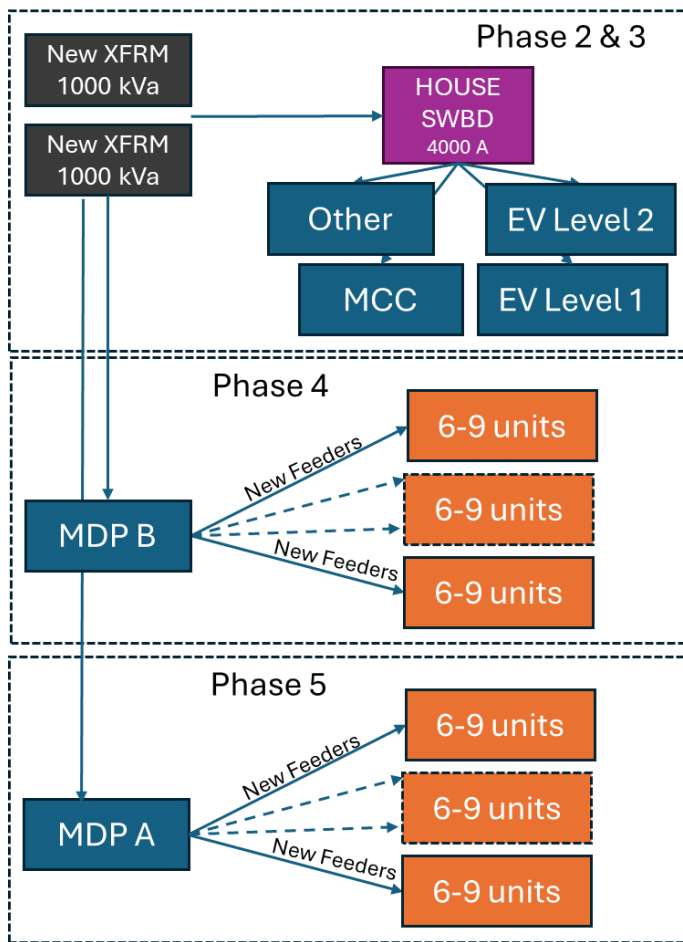 Phase 2 & 3
New XFRM
1000 kVa
New XFRM
1000 kVa
HOUSE
SWBD
4000 A
Other
EV Level 2
MCC
EV Level 1
Phase 4
New Feeders
6-9 units
6-9 units
MDP B
New Feeders
6-9 units
Phase 5
New Feeders
6-9 units
6-9 units
MDP A
New Feeders
6-9 units